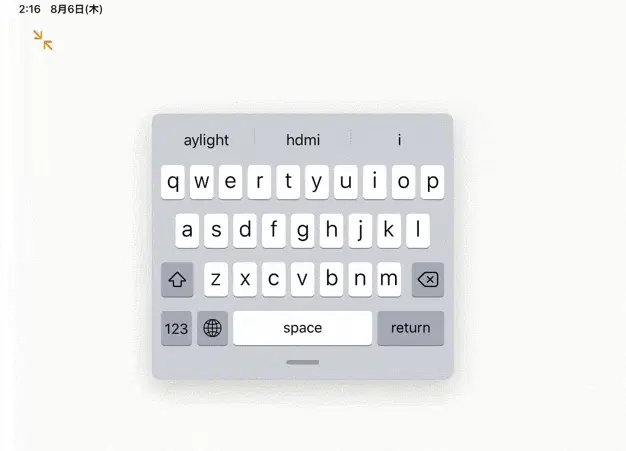 2:16 8月6日(木)
aylight hdmi i
q w e r t y u i o p
a s d f g h j k l
z x c v b n m
123 space return